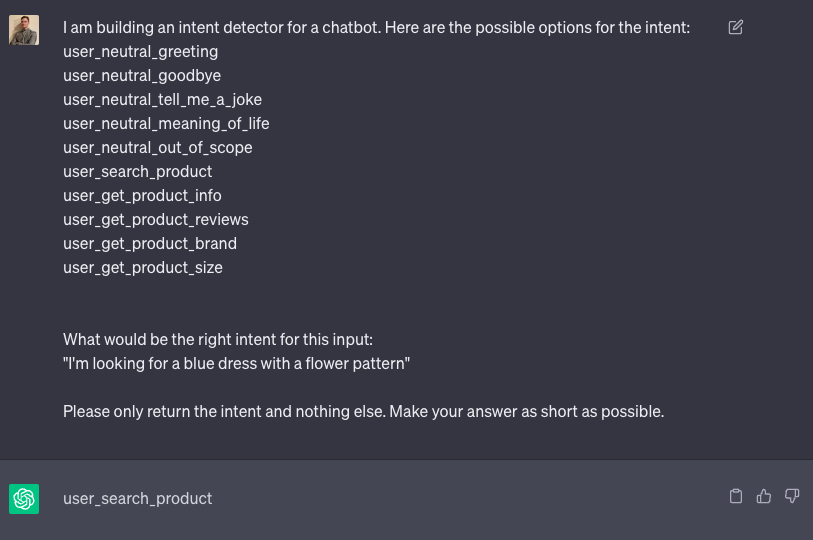 I am building an intent detector for a chatbot. Here are the possible options for the intent:
user_neutral_greeting
user_neutral_goodbye
user_neutral_tell_me_a_joke
user_neutral_meaning_of_life
user_neutral_out_of_scope
user_search_product
user_get_product_info
user_get_product_reviews
user_get_product_brand
user_get_product_size
What would be the right intent for this input:
"I'm looking for a blue dress with a flower pattern"
Please only return the intent and nothing else. Make your answer as short as possible.
user_search_product